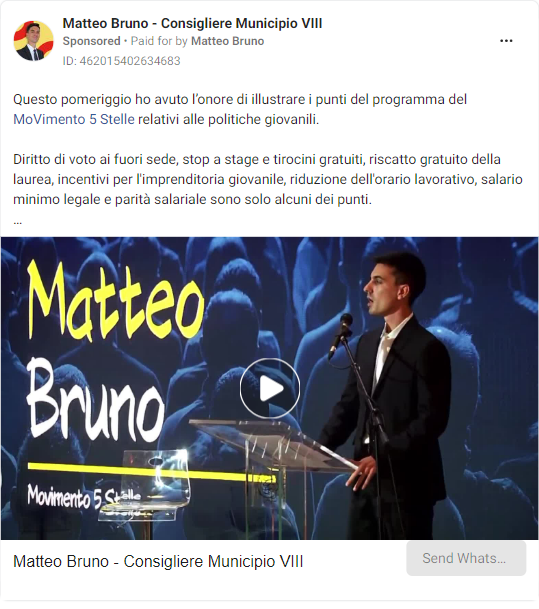 Matteo Bruno - Consigliere Municipio VIII
Sponsored • Paid for by Matteo Bruno
ID: 462015402634683
Questo pomeriggio ho avuto l'onore di illustrare i punti del programma del
MoVimento 5 Stelle relativi alle politiche giovanili.
Diritto di voto ai fuori sede, stop a stage e tirocini gratuiti, riscatto gratuito della
laurea, incentivi per l'imprenditoria giovanile, riduzione dell'orario lavorativo, salario
minimo legale e parità salariale sono solo alcuni dei punti.
...
Matteo
Bruno
Movimento 5 Stelle
Matteo Bruno - Consigliere Municipio VIII
Send Whats...